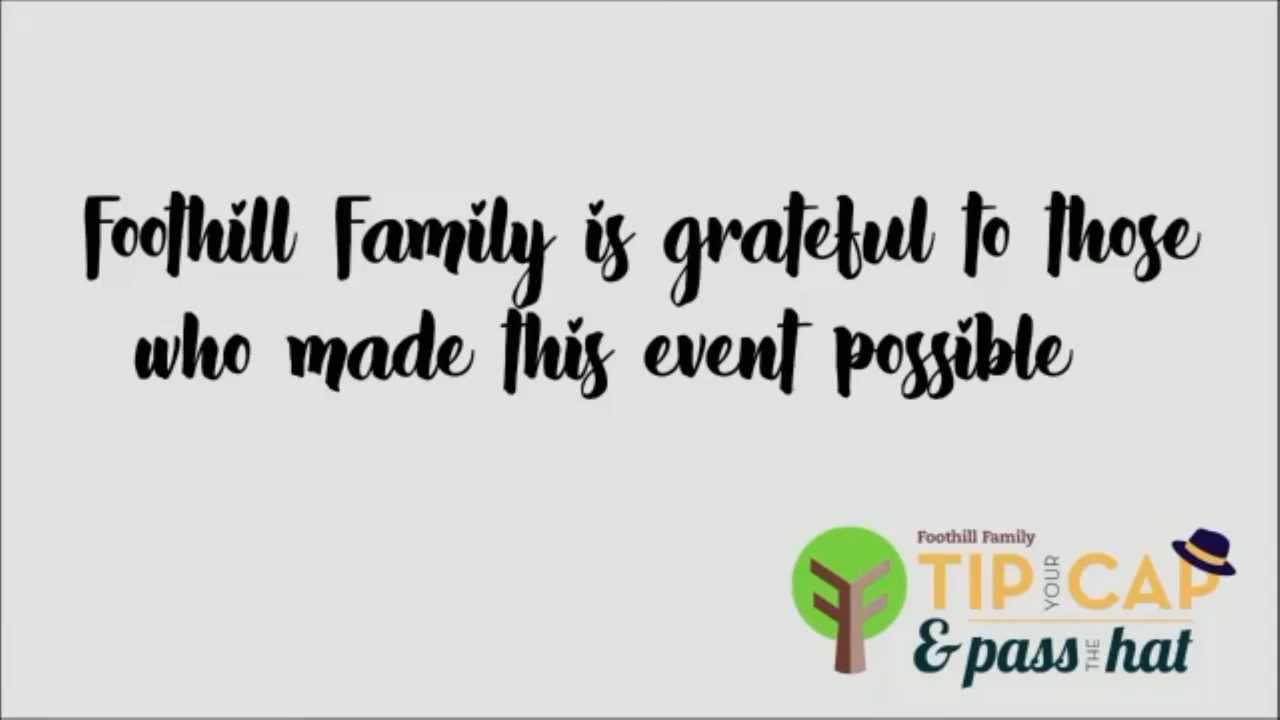 Foothill Family is grateful to those
who made this event possible
Foothill Family
TIP YOUR CAP
& pass THE hat